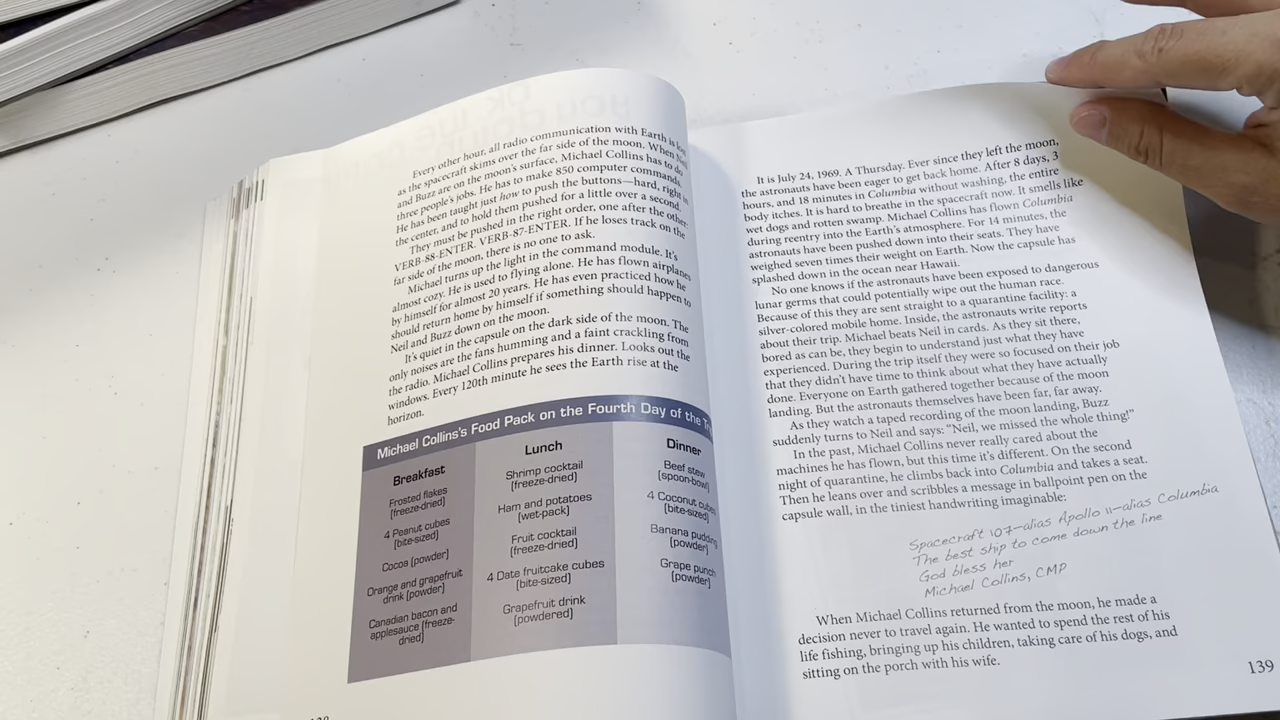 Every other hour, all radio communication with Earth is
as the spacecraft skims over the far side of the moon. When
and Buzz are on the moon's surface, Michael Collins has to do
three people's jobs. He has to make 850 computer commands.
He has been taught just how to push the buttons—hard, right in
the center, and to hold them pushed for a little over a second.
They must be pushed in the right order, one after the other:
VERB-88-ENTER. VERB-87-ENTER. If he loses track on the
far side of the moon, there is no one to ask.
Michael turns up the light in the command module. It's
almost cozy. He is used to flying alone. He has flown airplanes
by himself for almost 20 years. He has even practiced how he
should return home by himself if something should happen to
Neil and Buzz down on the moon.
It's quiet in the capsule on the dark side of the moon. The
only noises are the fans humming and a faint crackling from
the radio. Michael Collins prepares his dinner. Looks out the
windows. Every 120th minute he sees the Earth rise at the
horizon.
Michael Collins's Food Pack on the Fourth Day of the
Breakfast
Frosted flakes
(freeze-dried)
4 Peanut cubes
(bite-sized)
Cocoa (powder)
Orange and grapefruit
drink (powder)
Canadian bacon and
applesauce (freeze-
dried)
Lunch
Shrimp cocktail
(freeze-dried)
Ham and potatoes
(wet-pack)
Fruit cocktail
(freeze-dried)
4 Date fruitcake cubes
(bite-sized)
Grapefruit drink
(powdered)
Dinner
Beef stew
(spoon-bowl)
4 Coconut cubes
(bite-sized)
Banana pudding
(powder)
Grape punch
(powder)
It is July 24, 1969. A Thursday. Ever since they left the moon,
the astronauts have been eager to get back home. After 8 days, 3
hours, and 18 minutes in Columbia without washing, the entire
body itches. It is hard to breathe in the spacecraft now. It smells like
wet dogs and rotten swamp. Michael Collins has flown Columbia
during reentry into the Earth's atmosphere. For 14 minutes, the
astronauts have been pushed down into their seats. They have
weighed seven times their weight on Earth. Now the capsule has
splashed down in the ocean near Hawaii.
No one knows if the astronauts have been exposed to dangerous
lunar germs that could potentially wipe out the human race.
Because of this they are sent straight to a quarantine facility: a
silver-colored mobile home. Inside, the astronauts write reports
about their trip. Michael beats Neil in cards. As they sit there,
bored as can be, they begin to understand just what they have
experienced. During the trip itself they were so focused on their job
that they didn't have time to think about what they have actually
done. Everyone on Earth gathered together because of the moon
landing. But the astronauts themselves have been far, far away.
As they watch a taped recording of the moon landing, Buzz
suddenly turns to Neil and says: "Neil, we missed the whole thing!"
In the past, Michael Collins never really cared about the
machines he has flown, but this time it's different. On the second
night of quarantine, he climbs back into Columbia and takes a seat.
Then he leans over and scribbles a message in ballpoint pen on the
capsule wall, in the tiniest handwriting imaginable:
Spacecraft 107—alias Apollo 11—alias Columbia
The best ship to come down the line
God bless her
Michael Collins, CMP
When Michael Collins returned from the moon, he made a
decision never to travel again. He wanted to spend the rest of his
life fishing, bringing up his children, taking care of his dogs, and
sitting on the porch with his wife.
139